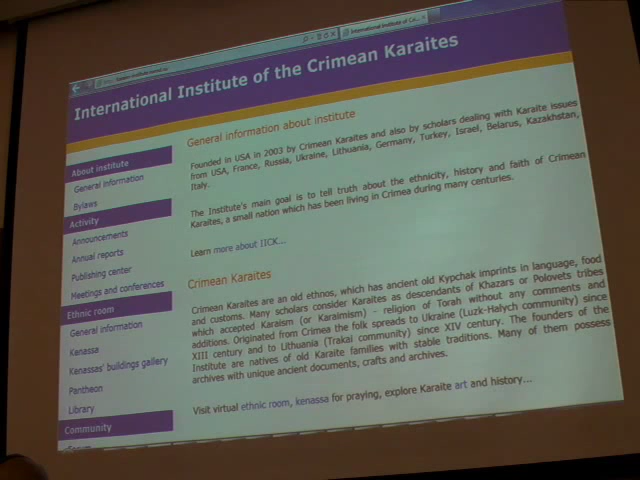 International Institute of Ca...
International Institute of the Crimean Karaites
About institute
General information
Bylaws
Activity
Announcements
Annual reports
Publishing center
Meetings and conferences
Ethnic room
General information
Kenassa
Kenassas' buildings gallery
Pantheon
Library
Community
General information about institute
Founded in USA in 2003 by Crimean Karaites and also by scholars dealing with Karaite issues
from USA, France, Russia, Ukraine, Lithuania, Germany, Turkey, Israel, Belarus, Kazakhstan,
Italy.
The Institute's main goal is to tell truth about the ethnicity, history and faith of Crimean
Karaites, a small nation which has been living in Crimea during many centuries.
Learn more about IICK...
Crimean Karaites
Crimean Karaites are an old ethnos, which has ancient old Kypchak imprints in language, food
and customs. Many scholars consider Karaites as descendants of Khazars or Polovets tribes
which accepted Karaism (or Karaimism) - religion of Torah without any comments and
additions. Originated from Crimea the folk spreads to Ukraine (Luzk-Halych community) since
XIII century and to Lithuania (Trakai community) since XIV century. The founders of the
Institute are natives of old Karaite families with stable traditions. Many of them possess
archives with unique ancient documents, crafts and archives.
Visit virtual ethnic room, kenassa for praying, explore Karaite art and history...